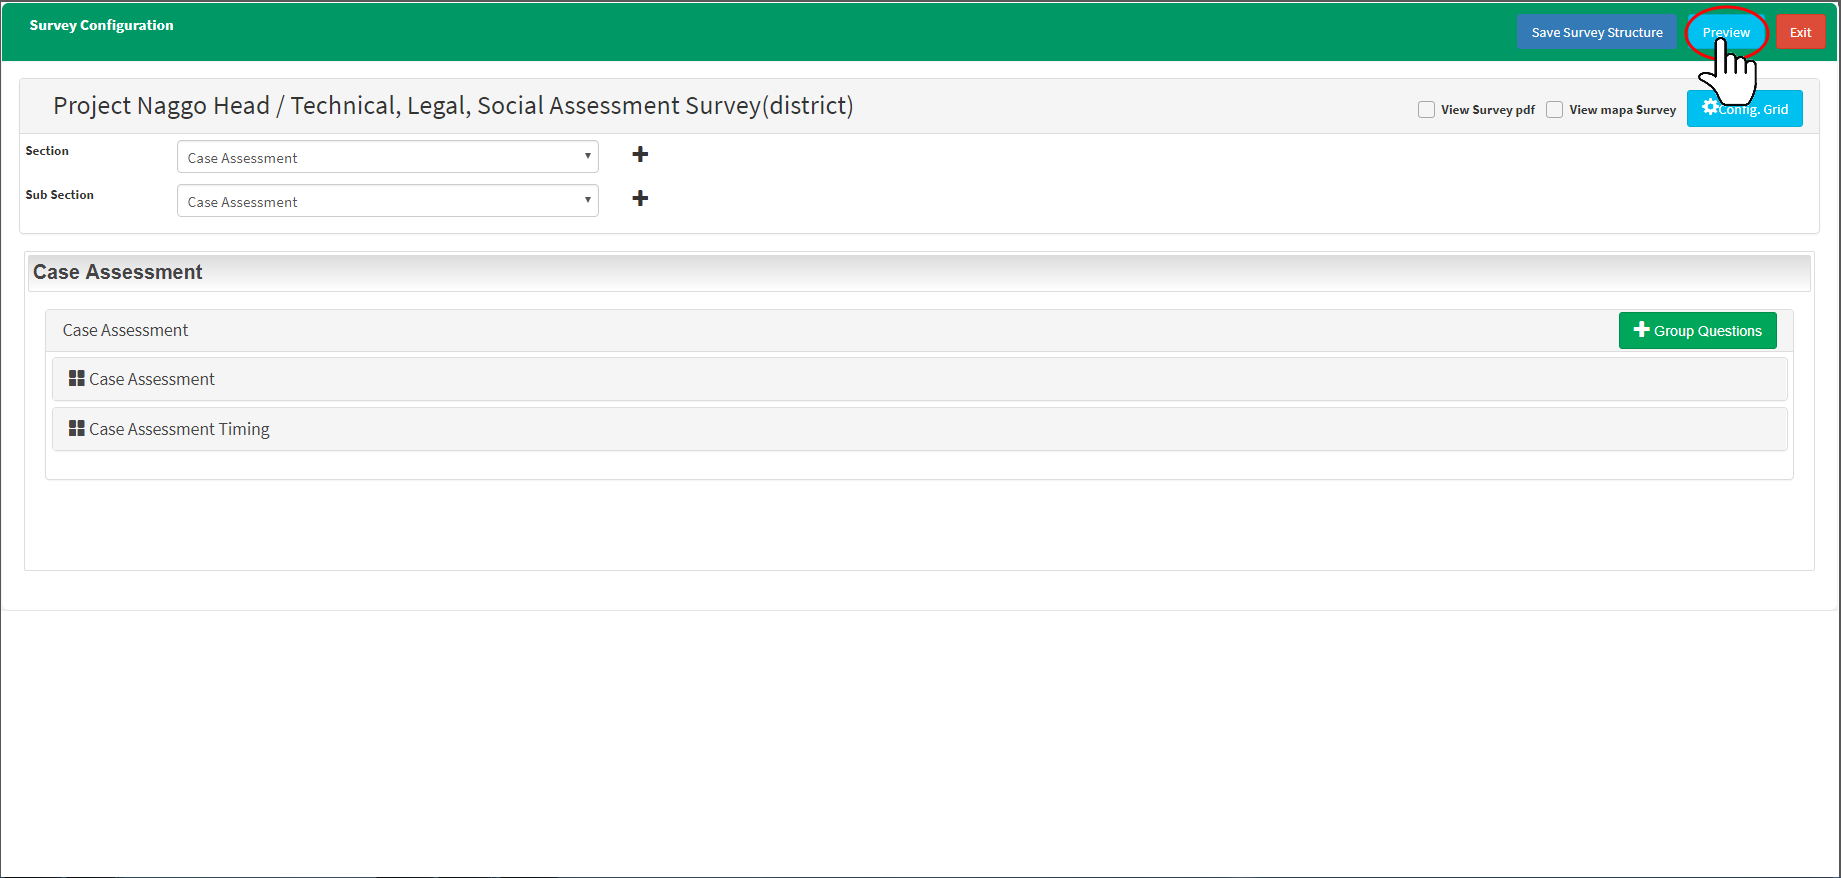 Survey Configuration
Save Survey Structure
Preview
Exit
Project Naggo Head / Technical, Legal, Social Assessment Survey(district)
View Survey pdf
View mapa Survey
Config. Grid
Section
Case Assessment
Sub Section
Case Assessment
Case Assessment
Case Assessment
Group Questions
Case Assessment
Case Assessment Timing